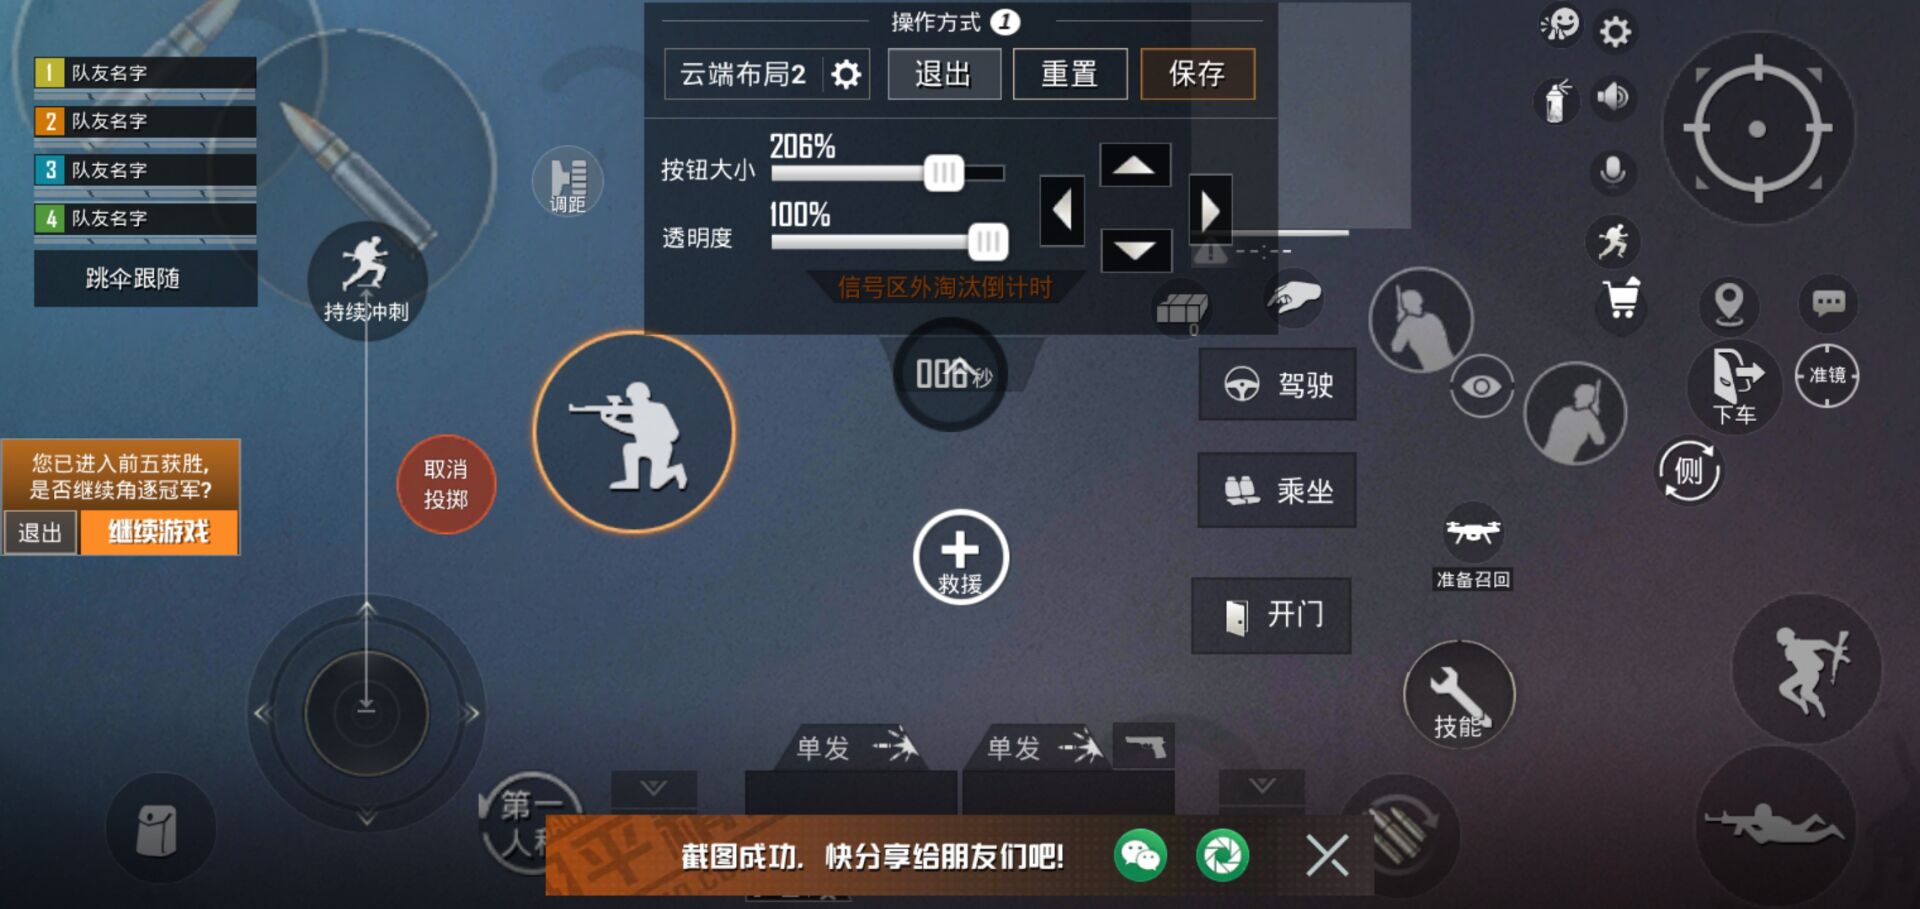 操作方式 1
云端布局2
退出
重置
保存
按钮大小
206%
透明度
100%
信号区外淘汰倒计时
1 队友名字
2 队友名字
3 队友名字
4 队友名字
跳伞跟随
持续冲刺
调距
0
秒
驾驶
乘坐
开门
下车
准镜
侧
您已进入前五获胜,
是否继续角逐冠军?
退出
继续游戏
取消
投掷
救援
准备召回
技能
单发
单发
第一
人
截图成功, 快分享给朋友们吧!